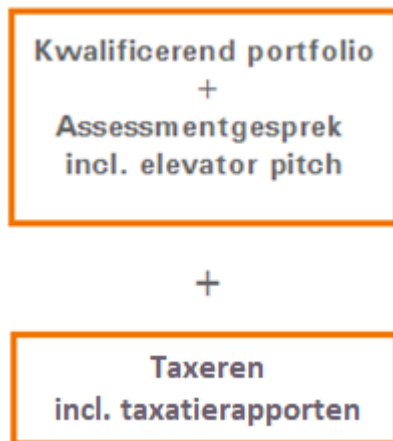 Kwalificerend portfolio
+
Assessmentgesprek
incl. elevator pitch
+
Taxeren
incl. taxatierapporten